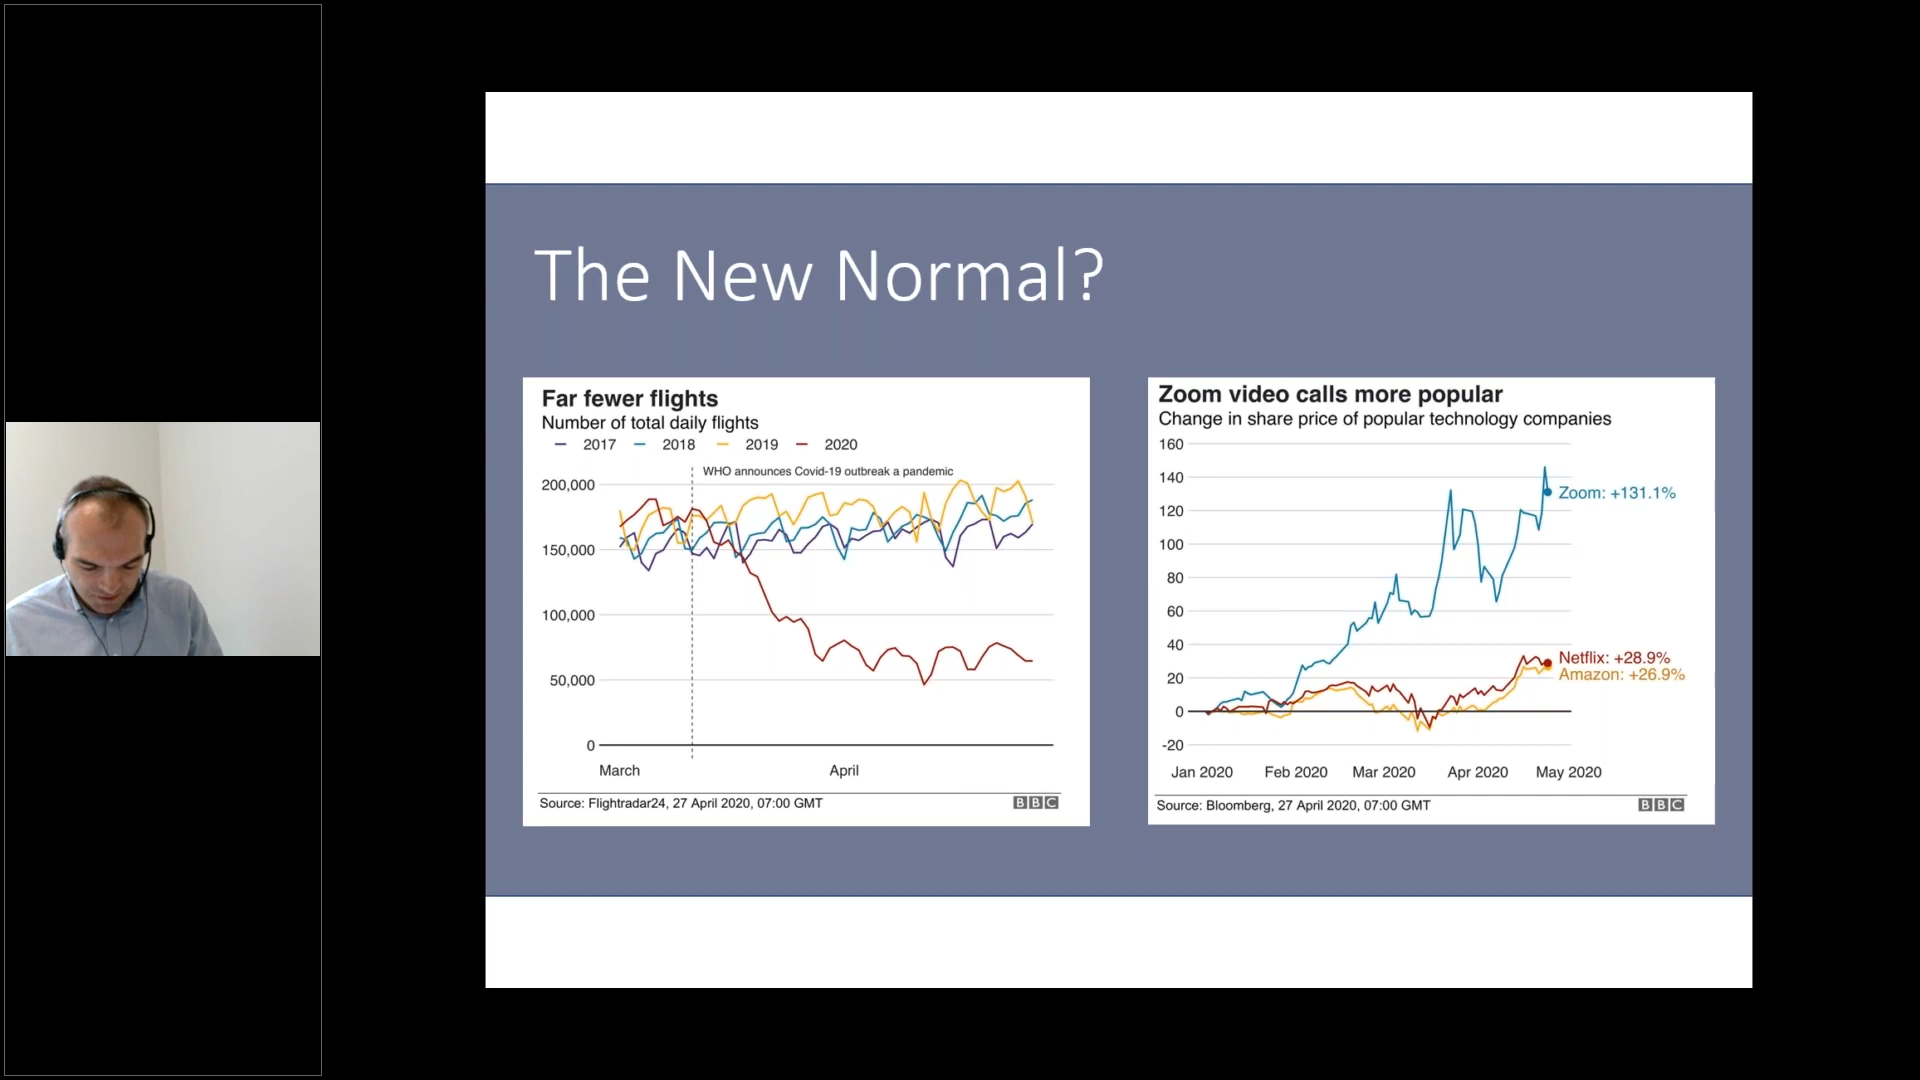 The New Normal?
Far fewer flights
Number of total daily flights
2017 2018 2019 2020
WHO announces Covid-19 outbreak a pandemic
200,000
150,000
100,000
50,000
0
March April
Source: Flightradar24, 27 April 2020, 07:00 GMT BBC
Zoom video calls more popular
Change in share price of popular technology companies
160
140
Zoom: +131.1%
120
100
80
60
40
Netflix: +28.9%
Amazon: +26.9%
20
0
-20
Jan 2020 Feb 2020 Mar 2020 Apr 2020 May 2020
Source: Bloomberg, 27 April 2020, 07:00 GMT BBC